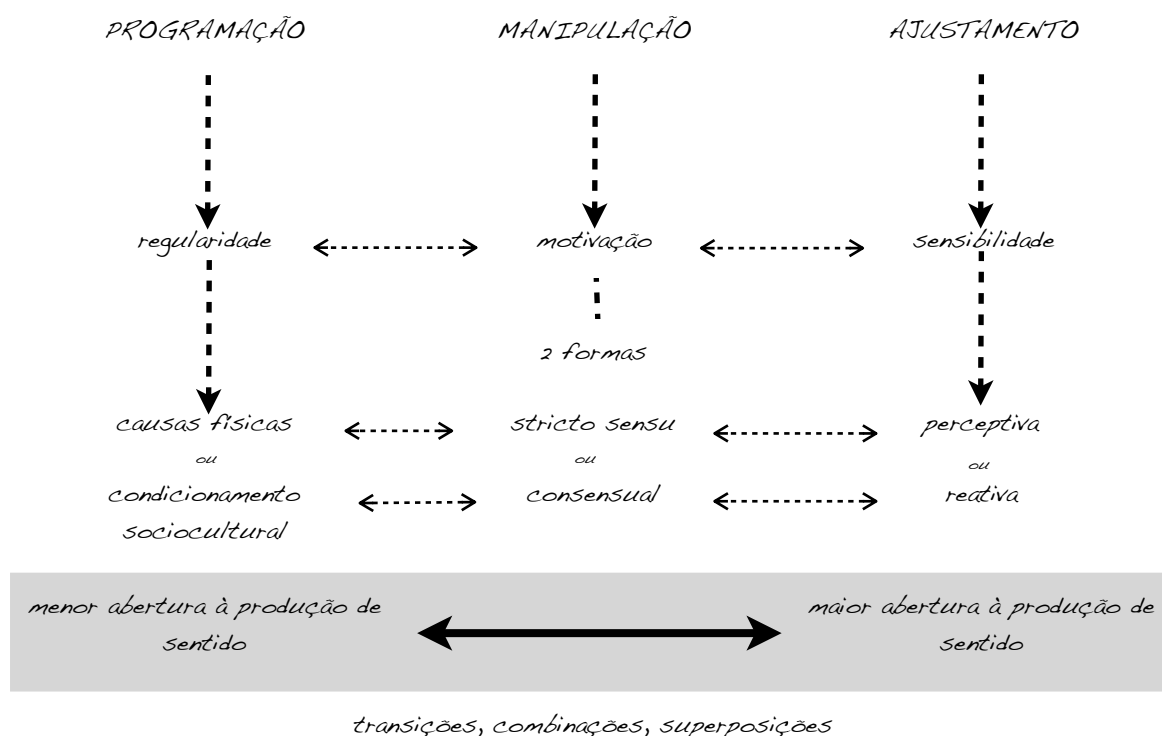 PROGRAMAÇÃO MANIPULAÇÃO AJUSTAMENTO
regularidade motivação sensibilidade
2 formas
causas físicas stricto sensu perceptiva
ou ou ou
condicionamento consensual reativa
sociocultural
menor abertura à produção de maior abertura à produção de
sentido sentido
transições, combinações, superposições